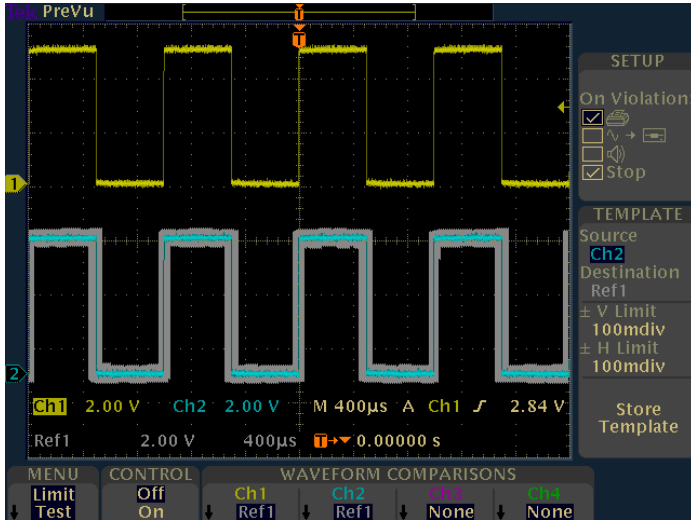 Tek PreVu
T
T
SETUP
On Violation:
Stop
1
TEMPLATE
Source
Ch2
Destination
Ref1
± V Limit
100mdiv
± H Limit
100mdiv
2
Ch1 2.00 V Ch2 2.00 V M 400µs A Ch1 2.84 V
Ref1 2.00 V 400µs T 0.00000 s
Store
Template
MENU CONTROL WAVEFORM COMPARISONS
Limit Off Ch1 Ch2 Ch3 Ch4
Test On Ref1 Ref1 None None